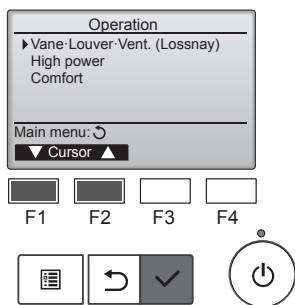 Operation
Vane·Louver·Vent. (Lossnay)
High power
Comfort
Main menu:
Cursor
F1 F2 F3 F4